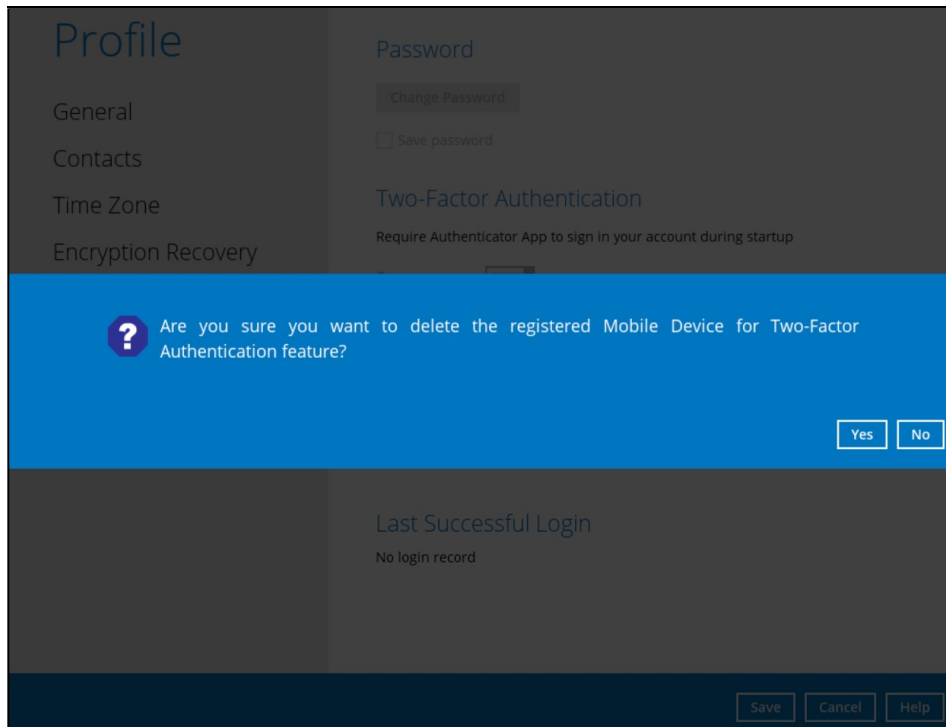 Profile
General
Contacts
Time Zone
Encryption Recovery
Password
Change Password
Save password
Two-Factor Authentication
Require Authenticator App to sign in your account during startup
?
Are you sure you want to delete the registered Mobile Device for Two-Factor
Authentication feature?
Yes No
Last Successful Login
No login record
Save Cancel Help